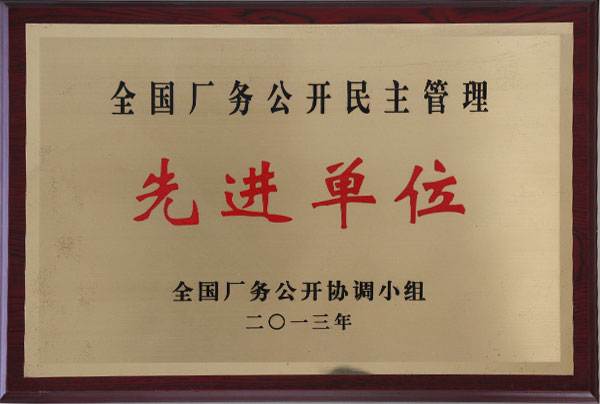 全国厂务公开民主管理
先进单位
全国厂务公开协调小组
二〇一三年